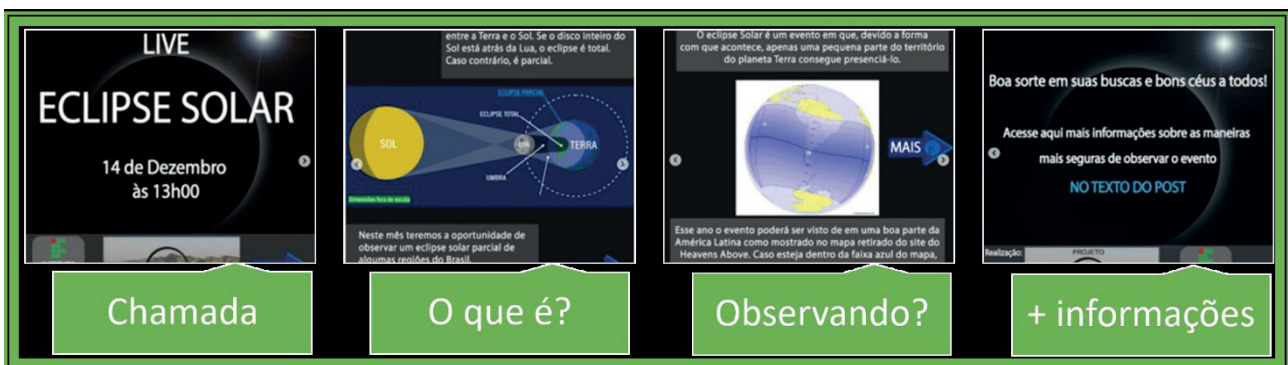 LIVE
ECLIPSE SOLAR
14 de Dezembro
às 13h00
Chamada
entre a Terra e o Sol. Se o disco inteiro do
Sol está atrás da Lua, o eclipse é total.
Caso contrário, é parcial.
ECLIPSE PARCIAL
ECLIPSE TOTAL
SOL
LUA
TERRA
UMBRA
Dimensões fora de escala
Neste mês teremos a oportunidade de
observar um eclipse solar parcial de
algumas regiões do Brasil.
O que é?
O eclipse Solar é um evento em que, devido a forma
com que acontece, apenas uma pequena parte do território
do planeta Terra consegue presenciá-lo.
MAIS
Esse ano o evento poderá ser visto de em uma boa parte da
América Latina como mostrado no mapa retirado do site do
Heavens Above. Caso esteja dentro da faixa azul do mapa,
Observando?
Boa sorte em suas buscas e bons céus a todos!
Acesse aqui mais informações sobre as maneiras
mais seguras de observar o evento
NO TEXTO DO POST
Realização:
PROJETO
+ informações